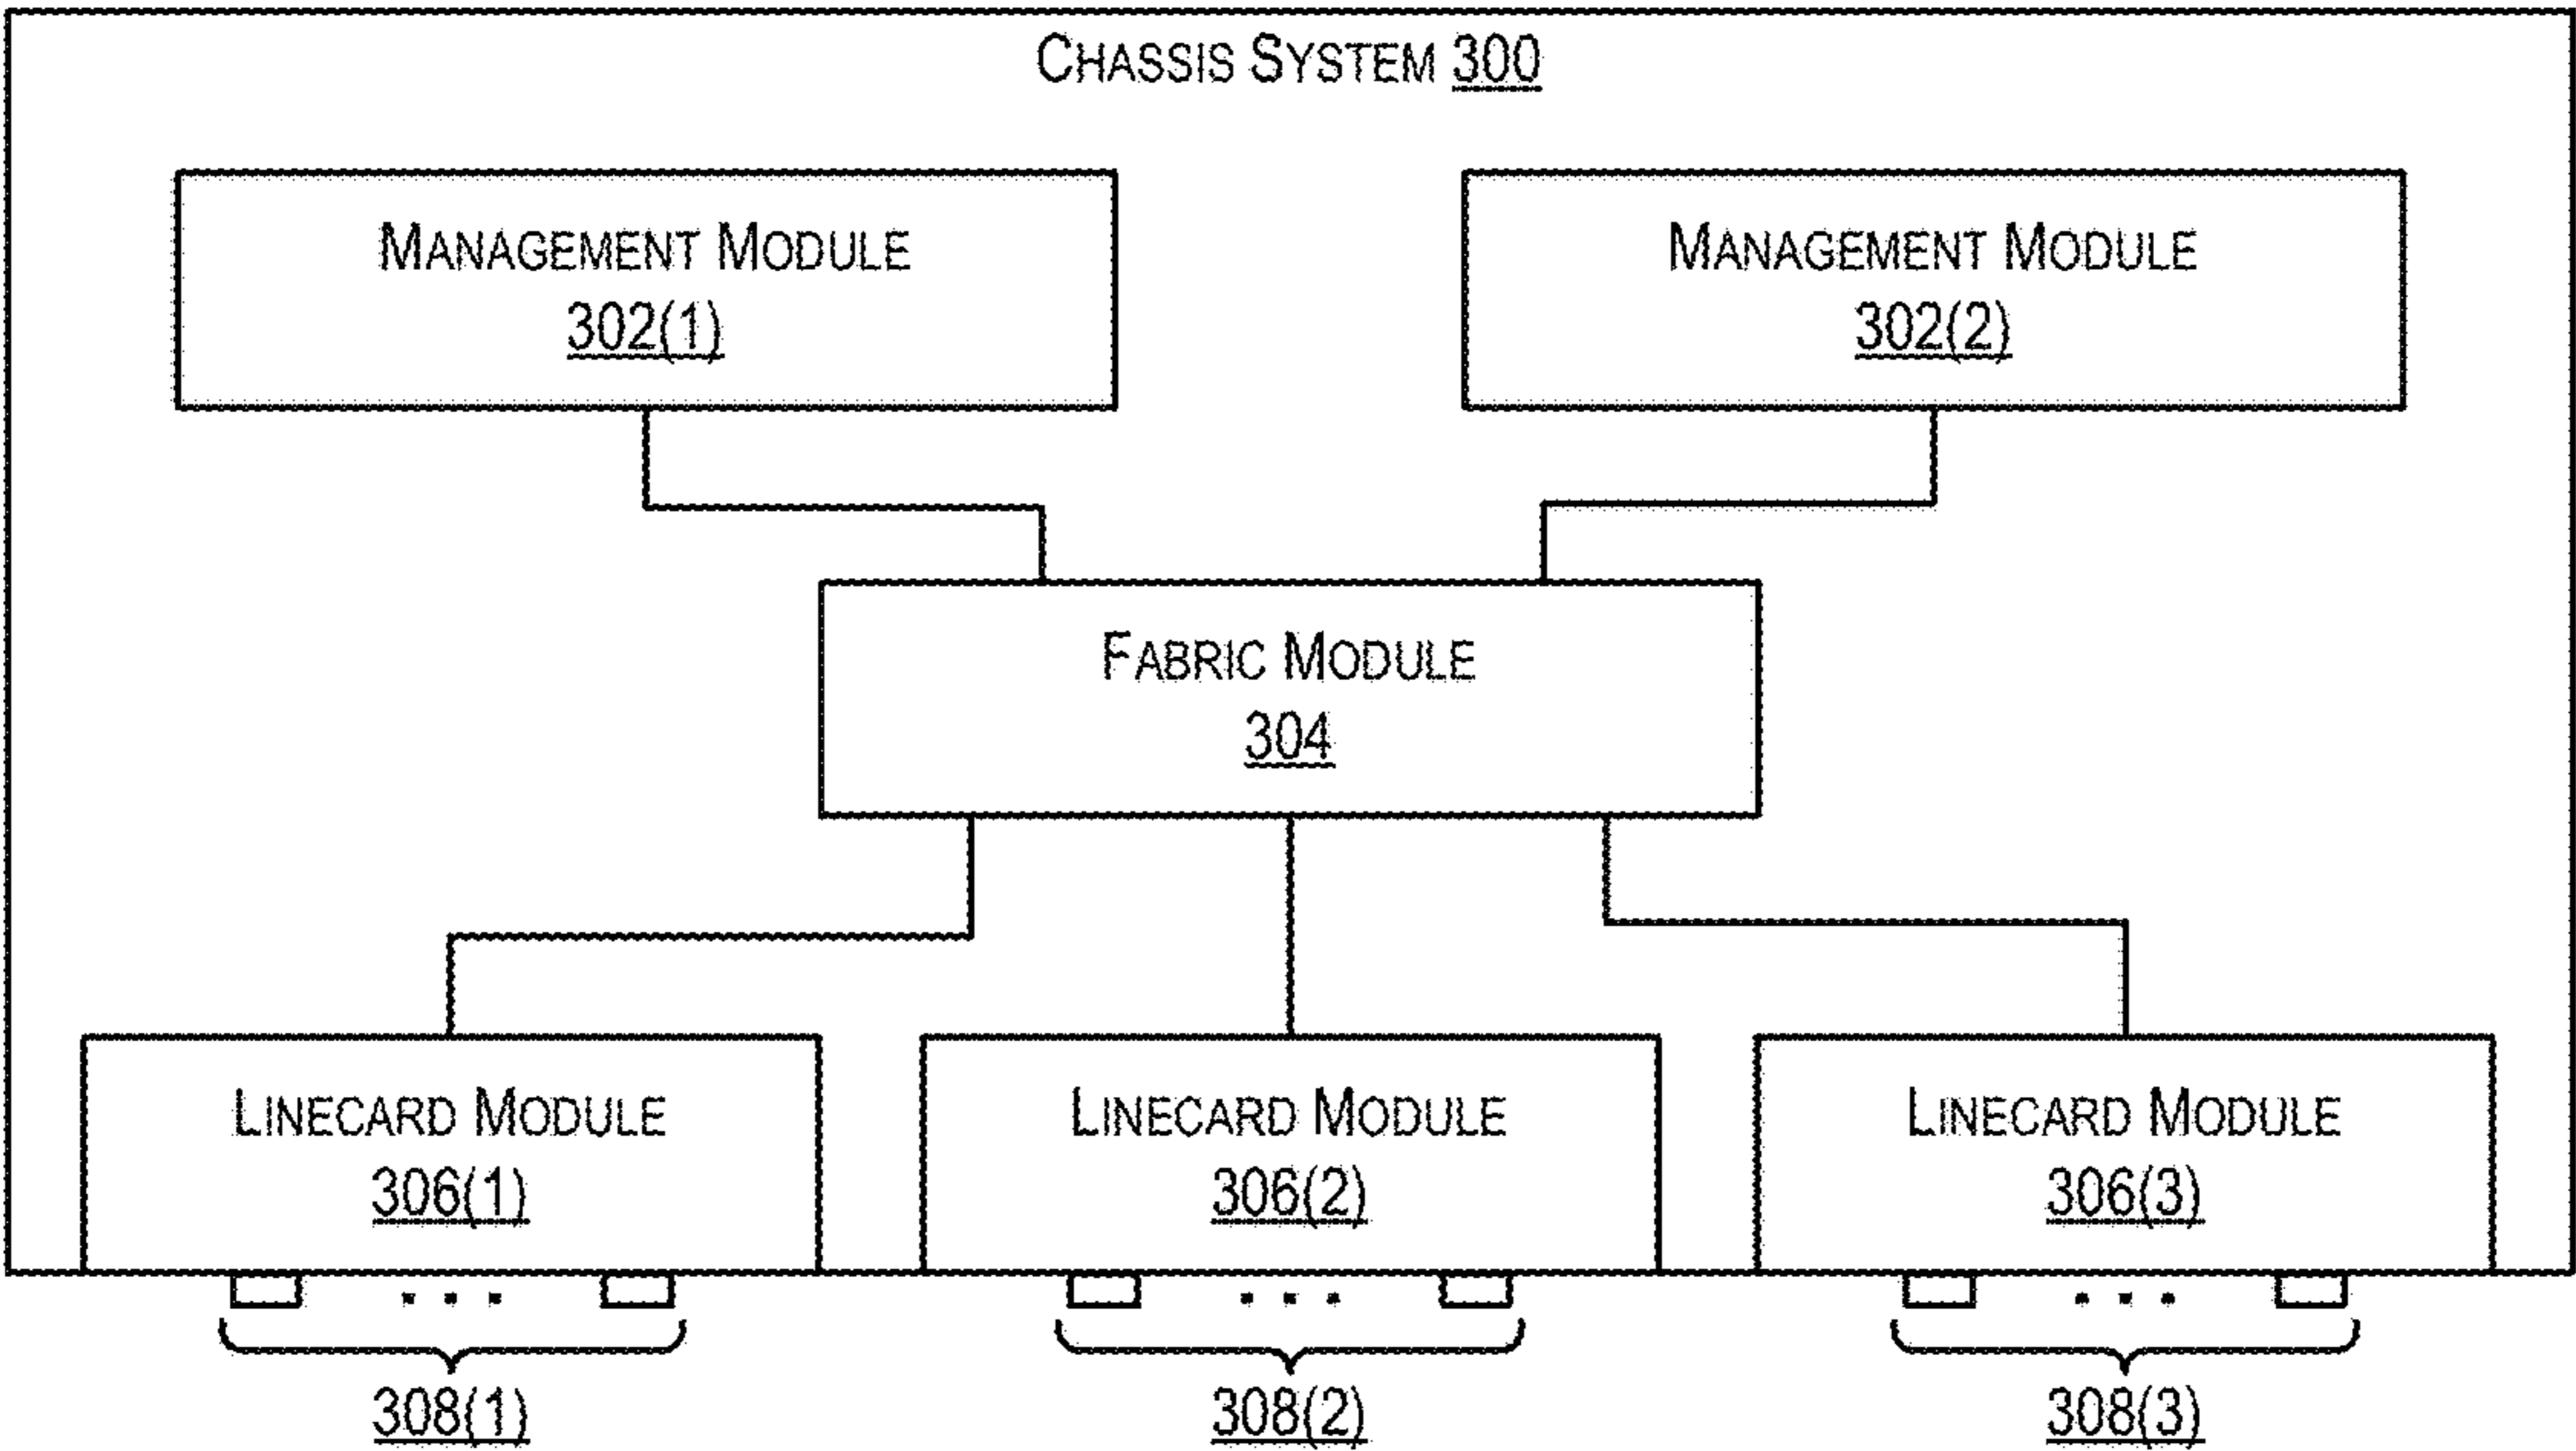 CHASSIS SYSTEM 300
MANAGEMENT MODULE
302(1)
MANAGEMENT MODULE
302(2)
FABRIC MODULE
304
LINECARD MODULE
306(1)
LINECARD MODULE
306(2)
LINECARD MODULE
306(3)
308(1)
308(2)
308(3)